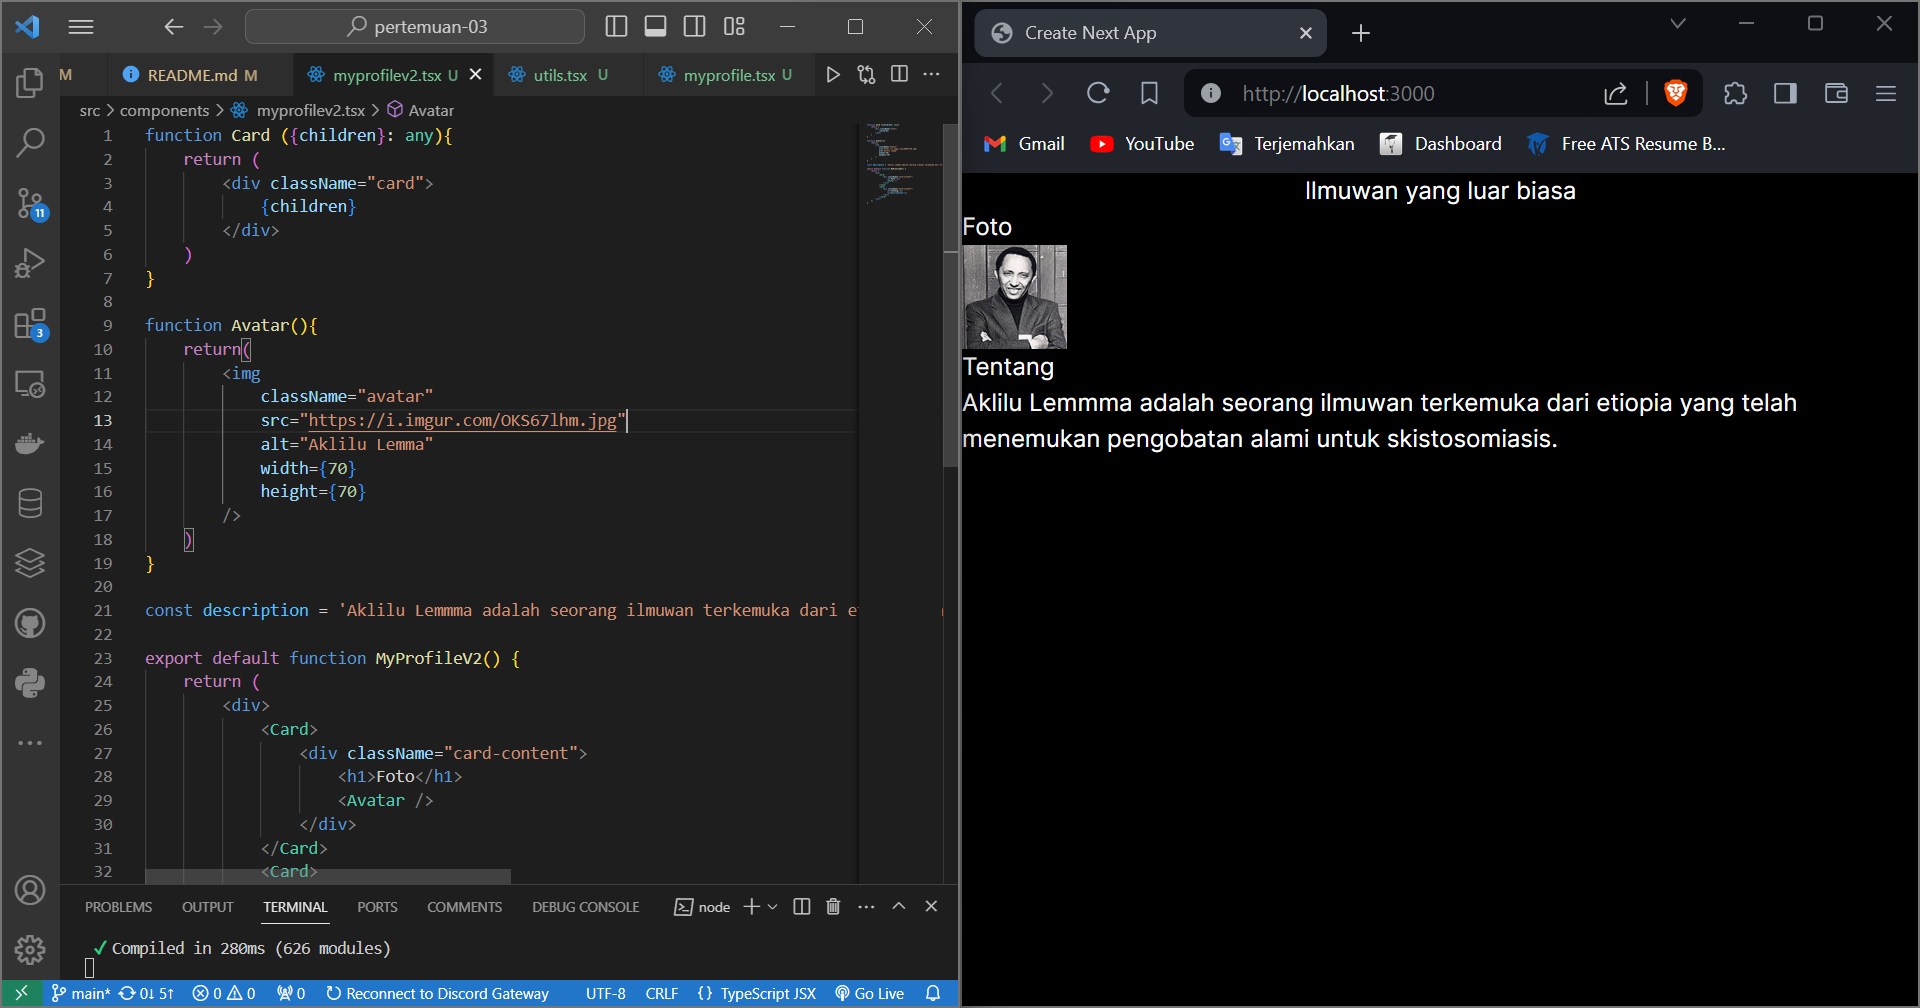 pertemuan-03
M
README.md M
myprofilev2.tsx U
utils.tsx U
myprofile.tsx U
src > components > myprofilev2.tsx > Avatar
1 function Card ({children}: any){
2 return (
3 <div className="card">
4 {children}
5 </div>
6 )
7 }
8
9 function Avatar(){
10 return(
11 <img
12 className="avatar"
13 src="https://i.imgur.com/OKS67lhm.jpg"
14 alt="Aklilu Lemma"
15 width={70}
16 height={70}
17 />
18 )
19 }
20
21 const description = 'Aklilu Lemmma adalah seorang ilmuwan terkemuka dari et
22
23 export default function MyProfileV2() {
24 return (
25 <div>
26 <Card>
27 <div className="card-content">
28 <h1>Foto</h1>
29 <Avatar />
30 </div>
31 </Card>
32 <Card>
11
3
PROBLEMS OUTPUT TERMINAL PORTS COMMENTS DEBUG CONSOLE node
✓ Compiled in 280ms (626 modules)
main* 0↓ 5↑ 0 0 0 Reconnect to Discord Gateway UTF-8 CRLF {} TypeScript JSX Go Live
Create Next App
http://localhost:3000
Gmail YouTube Terjemahkan Dashboard Free ATS Resume B...
Ilmuwan yang luar biasa
Foto
Tentang
Aklilu Lemmma adalah seorang ilmuwan terkemuka dari etiopia yang telah
menemukan pengobatan alami untuk skistosomiasis.